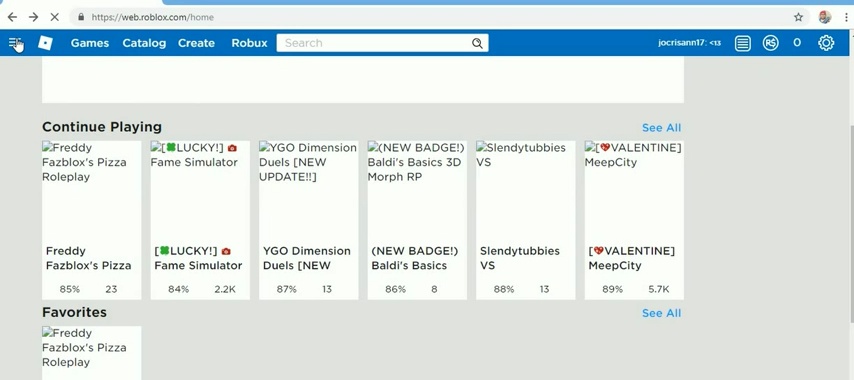 https://web.roblox.com/home
Games Catalog Create Robux Search jocrisann17: <13 R$ 0
Continue Playing See All
Freddy Fazblox's Pizza Roleplay
[🍀LUCKY!] 📷 Fame Simulator
YGO Dimension Duels [NEW UPDATE!!]
(NEW BADGE!) Baldi's Basics 3D Morph RP
Slendytubbies VS
[💖VALENTINE] MeepCity
Freddy Fazblox's Pizza
[🍀LUCKY!] 📷 Fame Simulator
YGO Dimension Duels [NEW
(NEW BADGE!) Baldi's Basics
Slendytubbies VS
[💖VALENTINE] MeepCity
85% 23 84% 2.2K 87% 13 86% 8 88% 13 89% 5.7K
Favorites See All
Freddy
Fazblox's Pizza
Roleplay